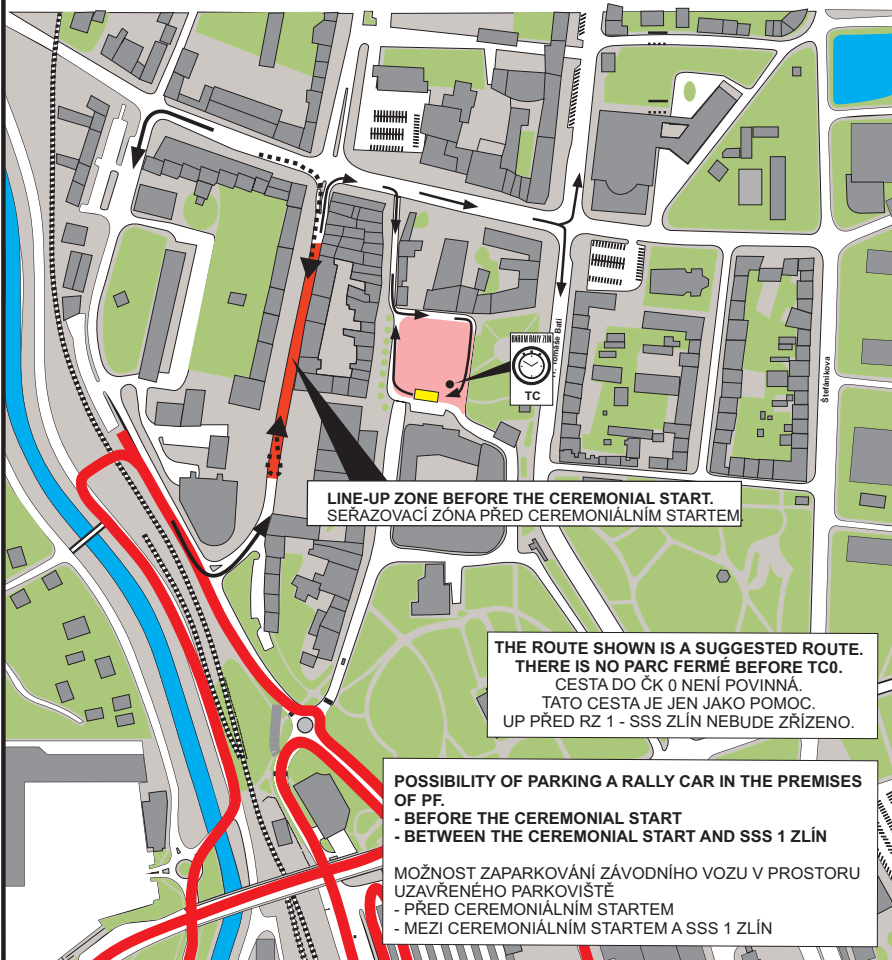 BARUM RALLY ZLÍN
TC
Tř. Tomáše Bati
Štefánikova
LINE-UP ZONE BEFORE THE CEREMONIAL START.
SEŘAZOVACÍ ZÓNA PŘED CEREMONIÁLNÍM STARTEM.
THE ROUTE SHOWN IS A SUGGESTED ROUTE.
THERE IS NO PARC FERMÉ BEFORE TC0.
CESTA DO ČK 0 NENÍ POVINNÁ.
TATO CESTA JE JEN JAKO POMOC.
UP PŘED RZ 1 - SSS ZLÍN NEBUDE ZŘÍZENO.
POSSIBILITY OF PARKING A RALLY CAR IN THE PREMISES
OF PF.
- BEFORE THE CEREMONIAL START
- BETWEEN THE CEREMONIAL START AND SSS 1 ZLÍN
MOŽNOST ZAPARKOVÁNÍ ZÁVODNÍHO VOZU V PROSTORU
UZAVŘENÉHO PARKOVIŠTĚ
- PŘED CEREMONIÁLNÍM STARTEM
- MEZI CEREMONIÁLNÍM STARTEM A SSS 1 ZLÍN